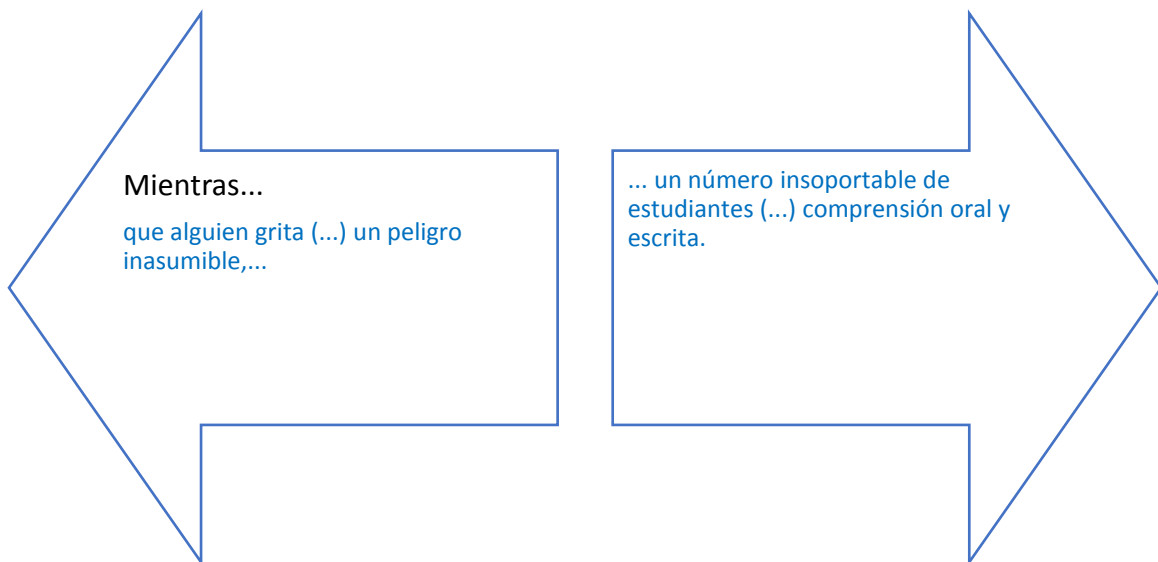 Mientras...
que alguien grita (...) un peligro
inasumible,...
... un número insoportable de
estudiantes (...) comprensión oral y
escrita.